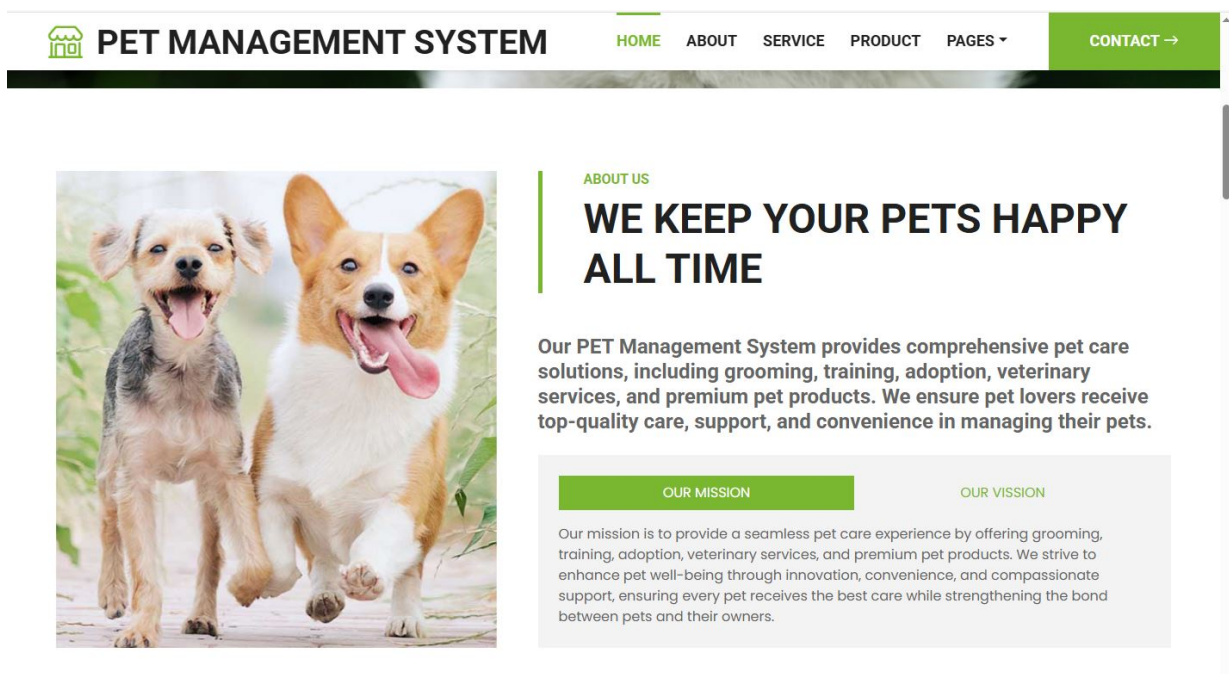 PET MANAGEMENT SYSTEM
HOME ABOUT SERVICE PRODUCT PAGES CONTACT →
ABOUT US
WE KEEP YOUR PETS HAPPY
ALL TIME
Our PET Management System provides comprehensive pet care
solutions, including grooming, training, adoption, veterinary
services, and premium pet products. We ensure pet lovers receive
top-quality care, support, and convenience in managing their pets.
OUR MISSION OUR VISSION
Our mission is to provide a seamless pet care experience by offering grooming,
training, adoption, veterinary services, and premium pet products. We strive to
enhance pet well-being through innovation, convenience, and compassionate
support, ensuring every pet receives the best care while strengthening the bond
between pets and their owners.